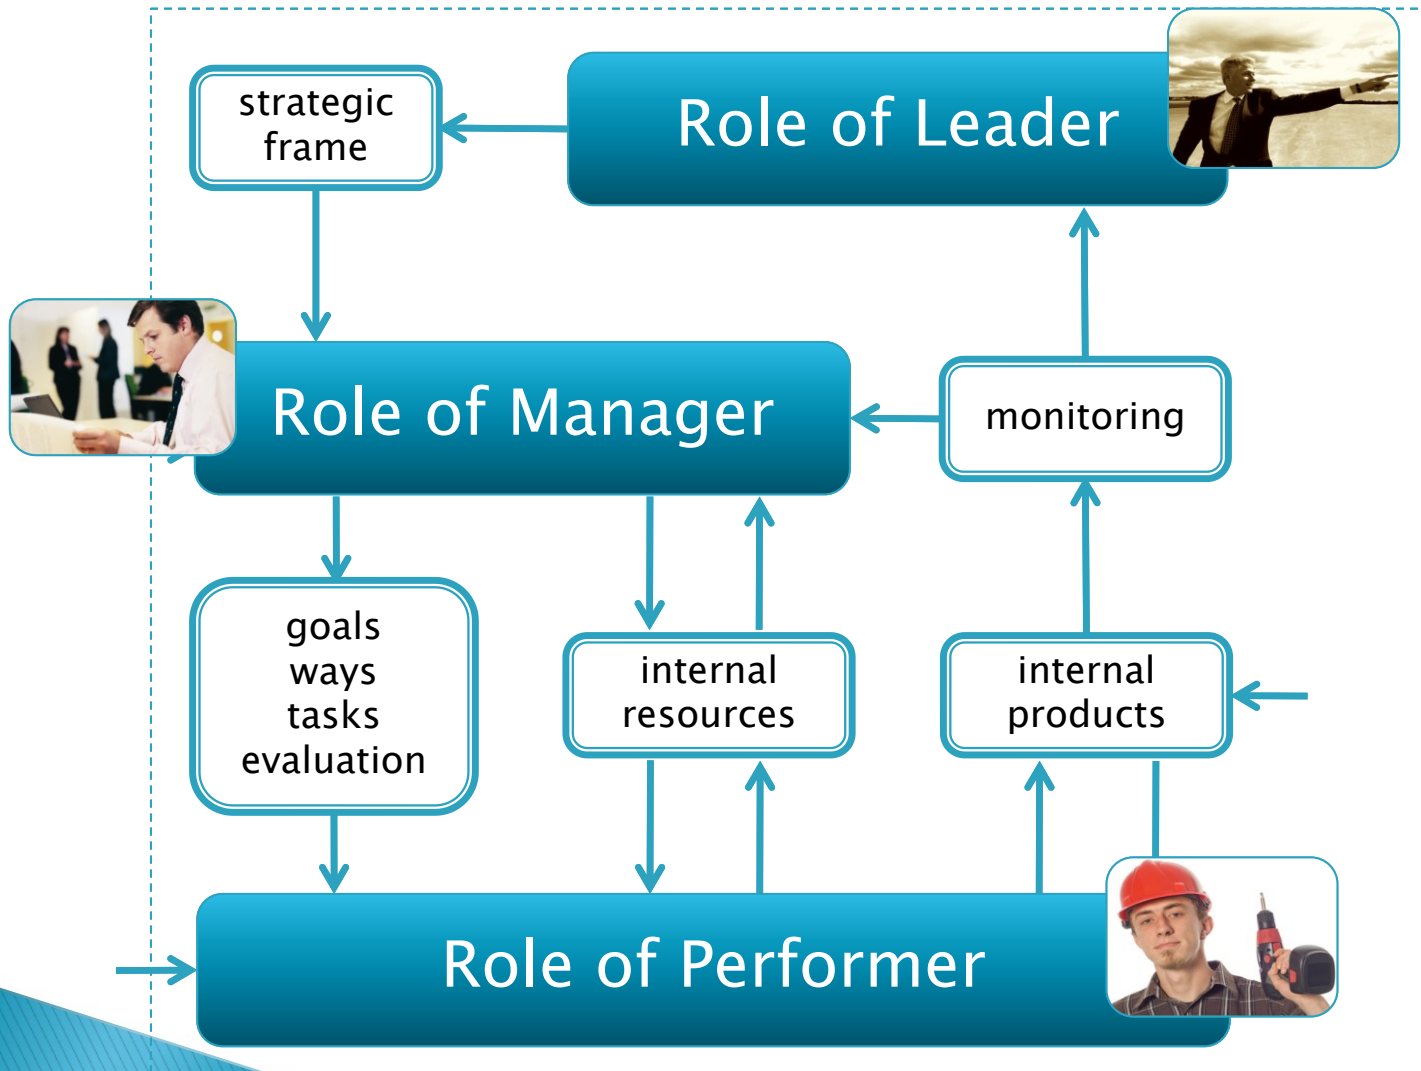 strategic
frame
Role of Leader
Role of Manager
monitoring
goals
ways
tasks
evaluation
internal
resources
internal
products
Role of Performer